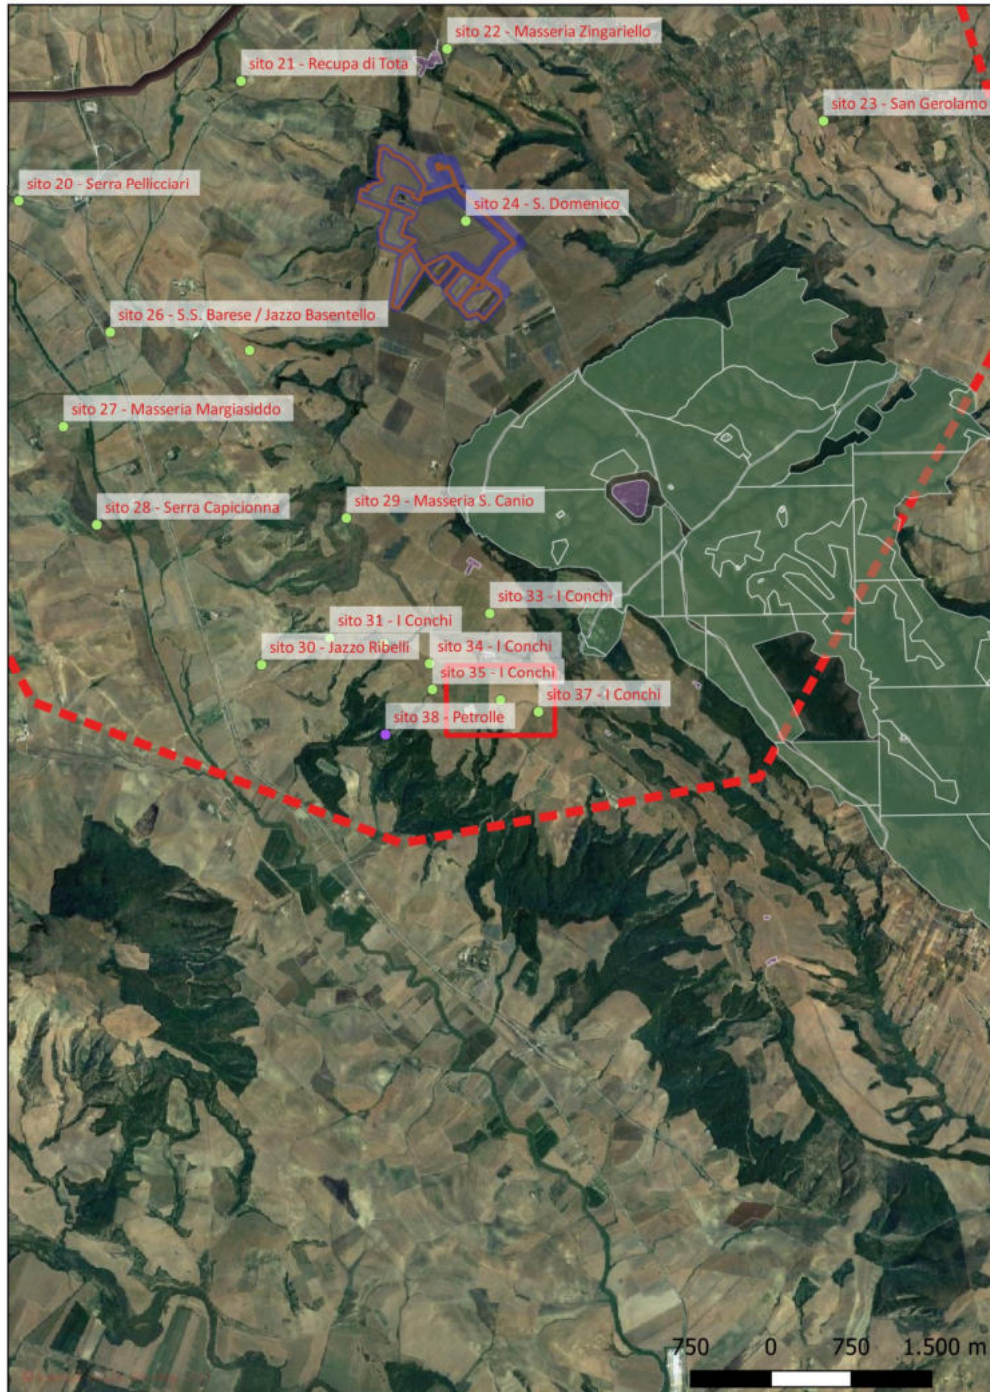 sito 22 - Masseria Zingariello
sito 21 - Recupa di Tota
sito 23 - San Gerolamo
sito 20 - Serra Pellicciari
sito 24 - S. Domenico
sito 26 - S.S. Barese / Jazzo Basentello
sito 27 - Masseria Margiasiddo
sito 28 - Serra Capicionna
sito 29 - Masseria S. Canio
sito 33 - I Conchi
sito 31 - I Conchi
sito 30 - Jazzo Ribelli
sito 34 - I Conchi
sito 35 - I Conchi
sito 37 - I Conchi
sito 38 - Petrolle
750 0 750 1.500 m